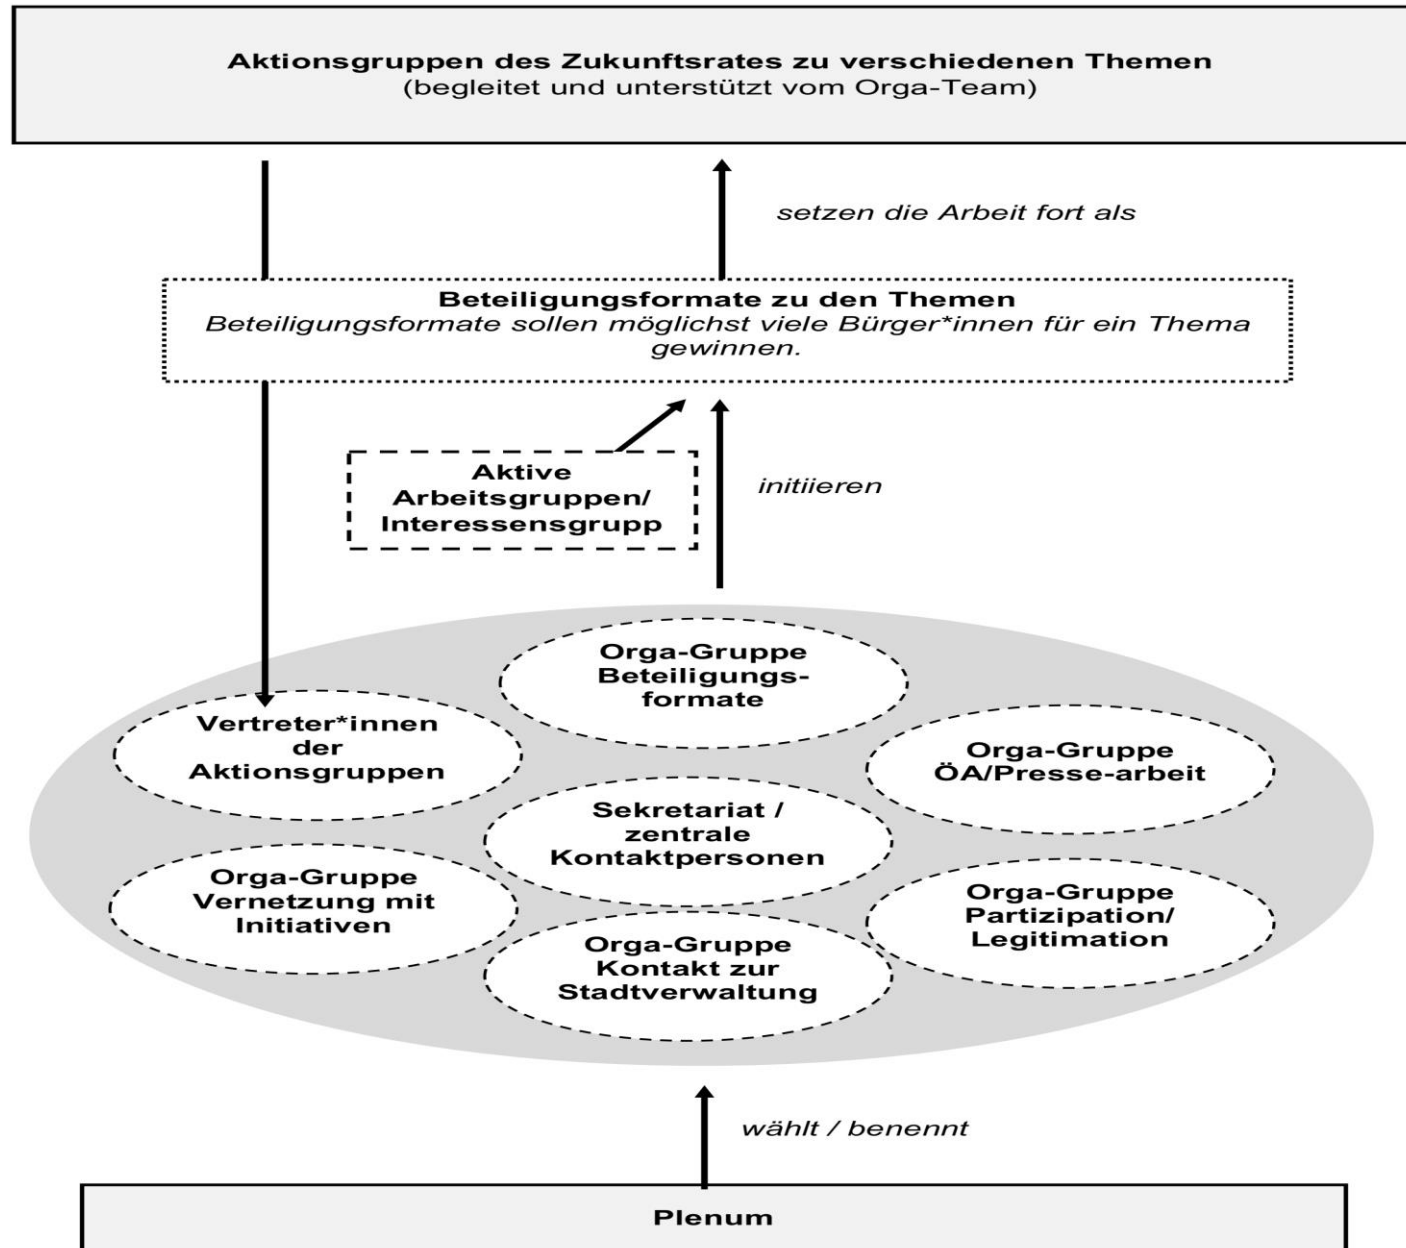 Aktionsgruppen des Zukunftsrates zu verschiedenen Themen
(begleitet und unterstützt vom Orga-Team)
setzen die Arbeit fort als
Beteiligungsformate zu den Themen
Beteiligungsformate sollen möglichst viele Bürger*innen für ein Thema
gewinnen.
Aktive
Arbeitsgruppen/
Interessensgrupp
initiieren
Orga-Gruppe
Beteiligungs-
formate
Vertreter*innen
der
Aktionsgruppen
Orga-Gruppe
ÖA/Presse-arbeit
Sekretariat /
zentrale
Kontaktpersonen
Orga-Gruppe
Vernetzung mit
Initiativen
Orga-Gruppe
Partizipation/
Legitimation
Orga-Gruppe
Kontakt zur
Stadtverwaltung
wählt / benennt
Plenum